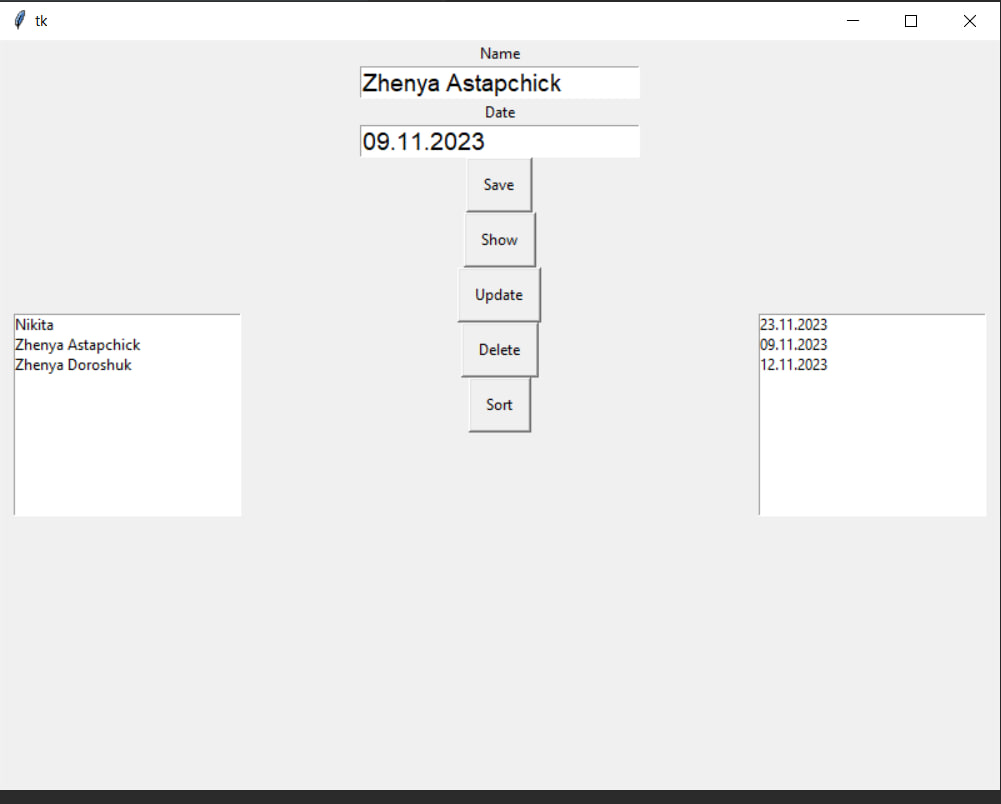 tk
Name
Zhenya Astapchick
Date
09.11.2023
Save
Show
Update
Delete
Sort
Nikita
Zhenya Astapchick
Zhenya Doroshuk
23.11.2023
09.11.2023
12.11.2023